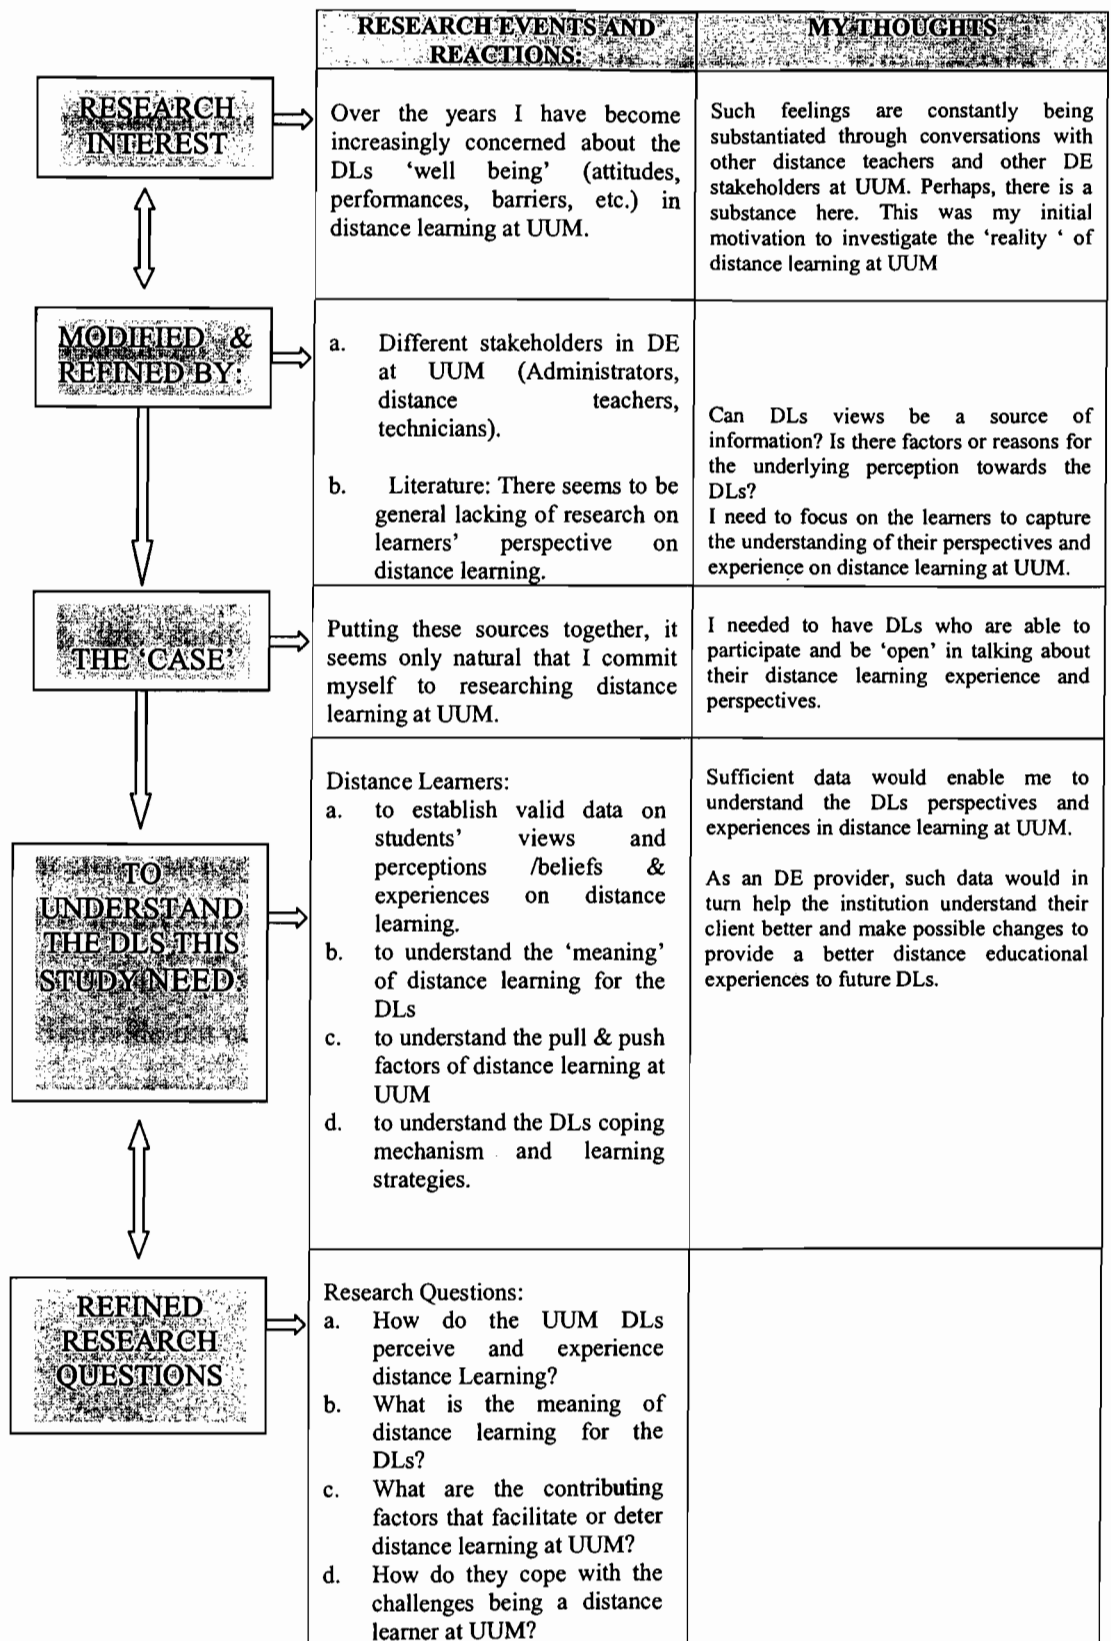 RESEARCH EVENTS AND
REACTIONS:
MY THOUGHTS
RESEARCH
INTEREST
Over the years I have become
increasingly concerned about the
DLs ‘well being’ (attitudes,
performances, barriers, etc.) in
distance learning at UUM.
Such feelings are constantly being
substantiated through conversations with
other distance teachers and other DE
stakeholders at UUM. Perhaps, there is a
substance here. This was my initial
motivation to investigate the ‘reality ‘ of
distance learning at UUM
MODIFIED &
REFINED BY:
a. Different stakeholders in DE
at UUM (Administrators,
distance teachers,
technicians).
b. Literature: There seems to be
general lacking of research on
learners’ perspective on
distance learning.
Can DLs views be a source of
information? Is there factors or reasons for
the underlying perception towards the
DLs?
I need to focus on the learners to capture
the understanding of their perspectives and
experience on distance learning at UUM.
THE ‘CASE’
Putting these sources together, it
seems only natural that I commit
myself to researching distance
learning at UUM.
I needed to have DLs who are able to
participate and be ‘open’ in talking about
their distance learning experience and
perspectives.
TO
UNDERSTAND
THE DLS THIS
STUDY NEED:
Distance Learners:
a. to establish valid data on
students’ views and
perceptions /beliefs &
experiences on distance
learning.
b. to understand the ‘meaning’
of distance learning for the
DLs
c. to understand the pull & push
factors of distance learning at
UUM
d. to understand the DLs coping
mechanism and learning
strategies.
Sufficient data would enable me to
understand the DLs perspectives and
experiences in distance learning at UUM.
As an DE provider, such data would in
turn help the institution understand their
client better and make possible changes to
provide a better distance educational
experiences to future DLs.
REFINED
RESEARCH
QUESTIONS
Research Questions:
a. How do the UUM DLs
perceive and experience
distance Learning?
b. What is the meaning of
distance learning for the
DLs?
c. What are the contributing
factors that facilitate or deter
distance learning at UUM?
d. How do they cope with the
challenges being a distance
learner at UUM?